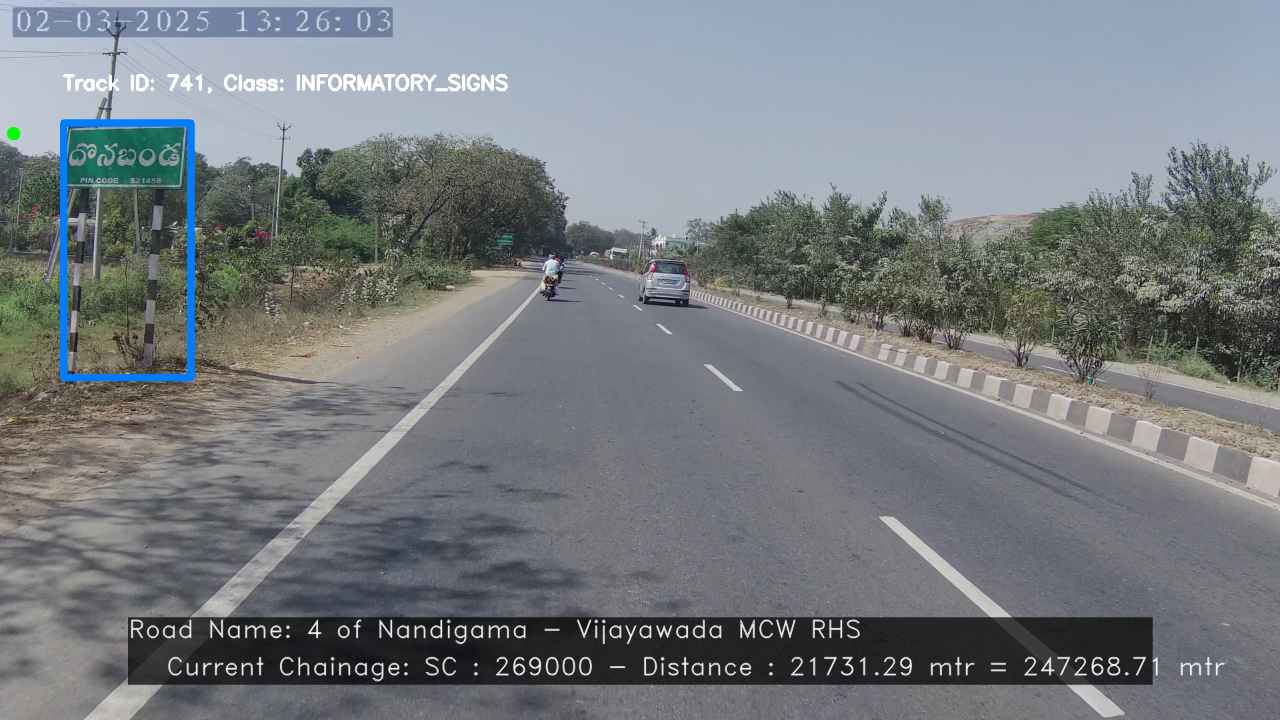 02-03-2025 13:26:03
Track ID: 741, Class: INFORMATORY_SIGNS
దొనబండ
PIN.CODE - 521456
Road Name: 4 of Nandigama - Vijayawada MCW RHS
Current Chainage: SC : 269000 - Distance : 21731.29 mtr = 247268.71 mtr